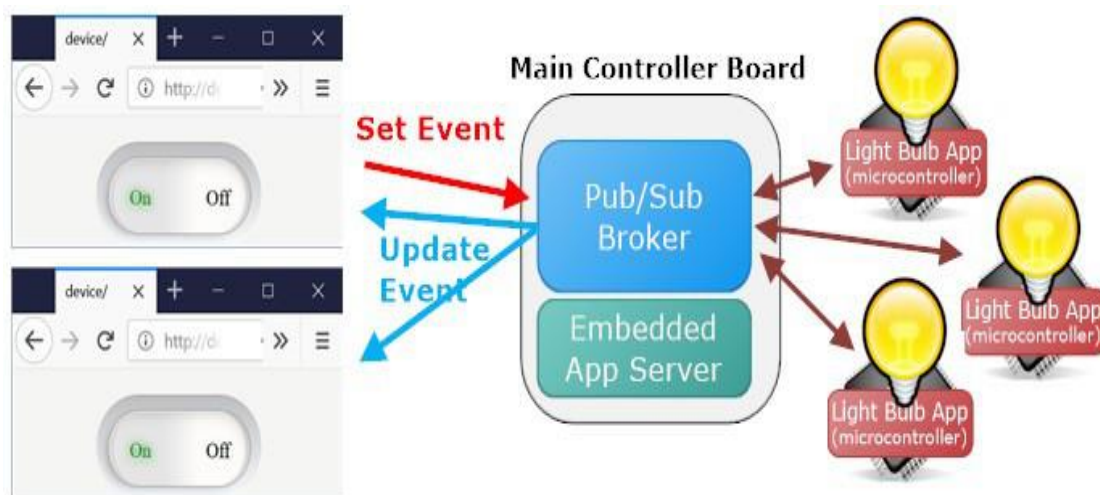 device/
http://d
On Off
device/
http://d
On Off
Set Event
Update
Event
Main Controller Board
Pub/Sub
Broker
Embedded
App Server
Light Bulb App
(microcontroller)
Light Bulb App
(microcontroller)
Light Bulb App
(microcontroller)